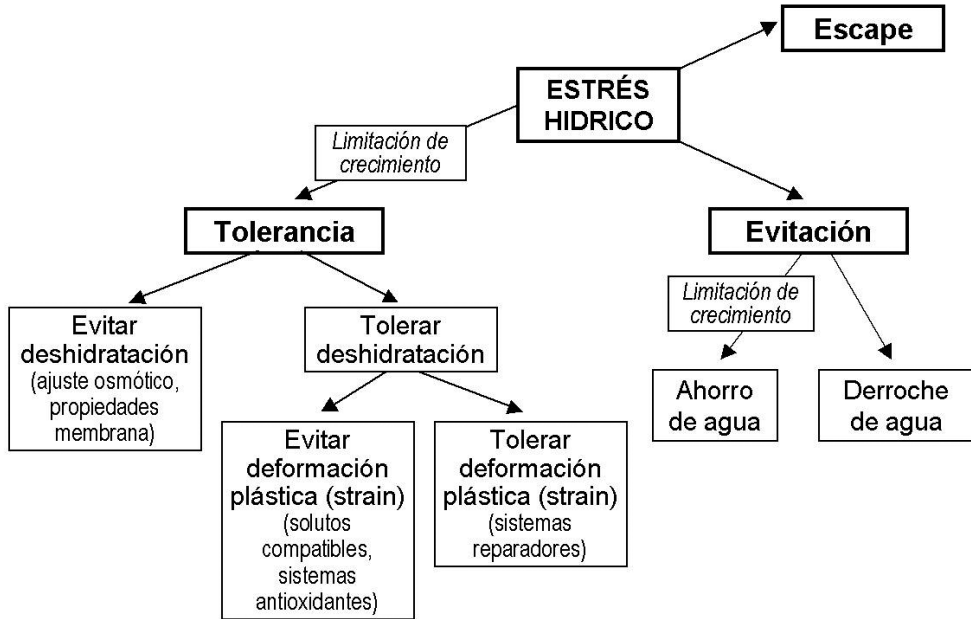 Escape
ESTRÉS
HIDRICO
Limitación de
crecimiento
Tolerancia
Evitación
Limitación de
crecimiento
Evitar
deshidratación
(ajuste osmótico,
propiedades
membrana)
Tolerar
deshidratación
Ahorro
de agua
Derroche
de agua
Evitar
deformación
plástica (strain)
(solutos
compatibles,
sistemas
antioxidantes)
Tolerar
deformación
plástica (strain)
(sistemas
reparadores)